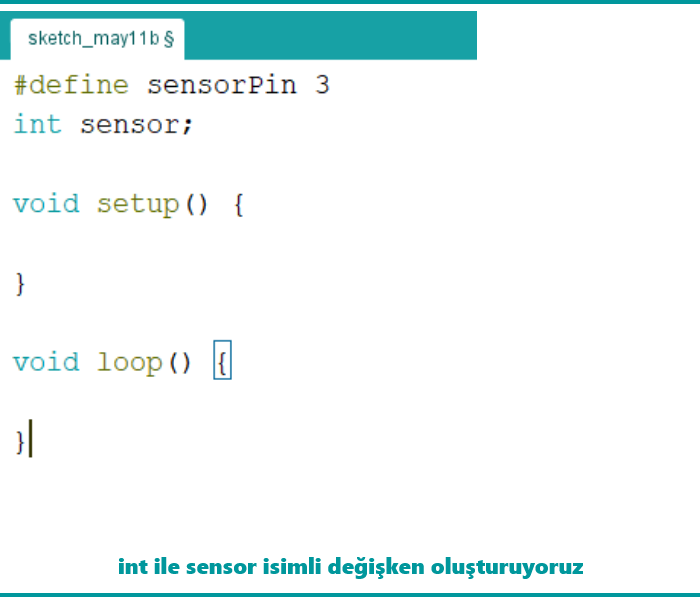 sketch_may11b §
#define sensorPin 3
int sensor;
void setup() {
}
void loop() {
}
int ile sensor isimli değişken oluşturuyoruz